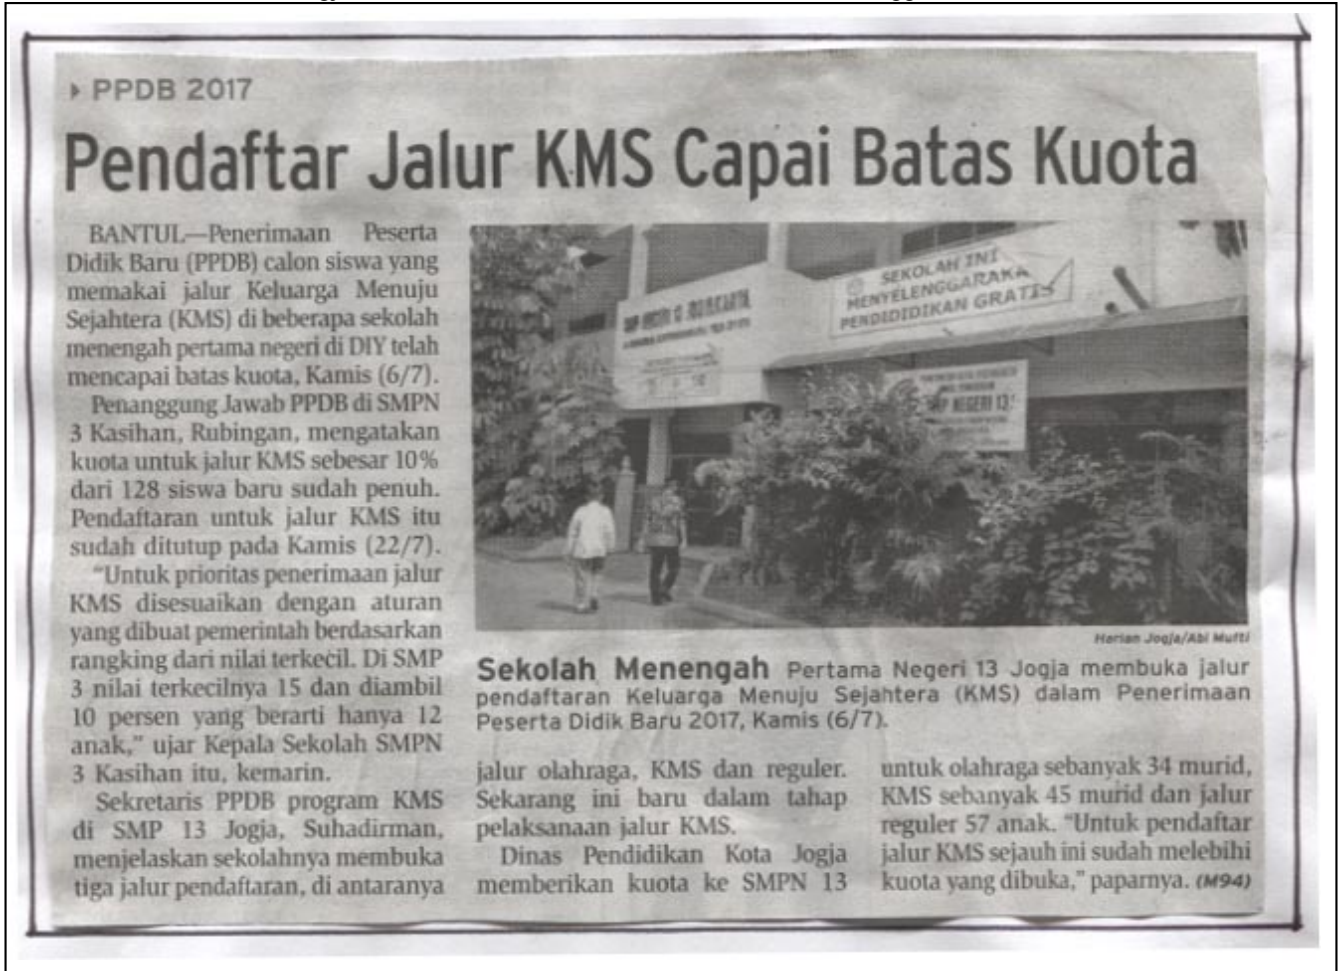 PPDB 2017
Pendaftar Jalur KMS Capai Batas Kuota
BANTUL—Penerimaan Peserta
Didik Baru (PPDB) calon siswa yang
memakai jalur Keluarga Menuju
Sejahtera (KMS) di beberapa sekolah
menengah pertama negeri di DIY telah
mencapai batas kuota, Kamis (6/7).
Penanggung Jawab PPDB di SMPN
3 Kasihan, Rubingan, mengatakan
kuota untuk jalur KMS sebesar 10%
dari 128 siswa baru sudah penuh.
Pendaftaran untuk jalur KMS itu
sudah ditutup pada Kamis (22/7).
"Untuk prioritas penerimaan jalur
KMS disesuaikan dengan aturan
yang dibuat pemerintah berdasarkan
rangking dari nilai terkecil. Di SMP
3 nilai terkecilnya 15 dan diambil
10 persen yang berarti hanya 12
anak," ujar Kepala Sekolah SMPN
3 Kasihan itu, kemarin.
Sekretaris PPDB program KMS
di SMP 13 Jogja, Suhadirman,
menjelaskan sekolahnya membuka
tiga jalur pendaftaran, di antaranya
SEKOLAH INI
MENYELENGGARAKA
PENDIDIDIKAN GRATIS
SMP NEGERI 13
Harian Jogja/Abi Mufti
Sekolah Menengah Pertama Negeri 13 Jogja membuka jalur
pendaftaran Keluarga Menuju Sejahtera (KMS) dalam Penerimaan
Peserta Didik Baru 2017, Kamis (6/7).
jalur olahraga, KMS dan reguler.
Sekarang ini baru dalam tahap
pelaksanaan jalur KMS.
Dinas Pendidikan Kota Jogja
memberikan kuota ke SMPN 13
untuk olahraga sebanyak 34 murid,
KMS sebanyak 45 murid dan jalur
reguler 57 anak. "Untuk pendaftar
jalur KMS sejauh ini sudah melebihi
kuota yang dibuka," paparnya. (M94)